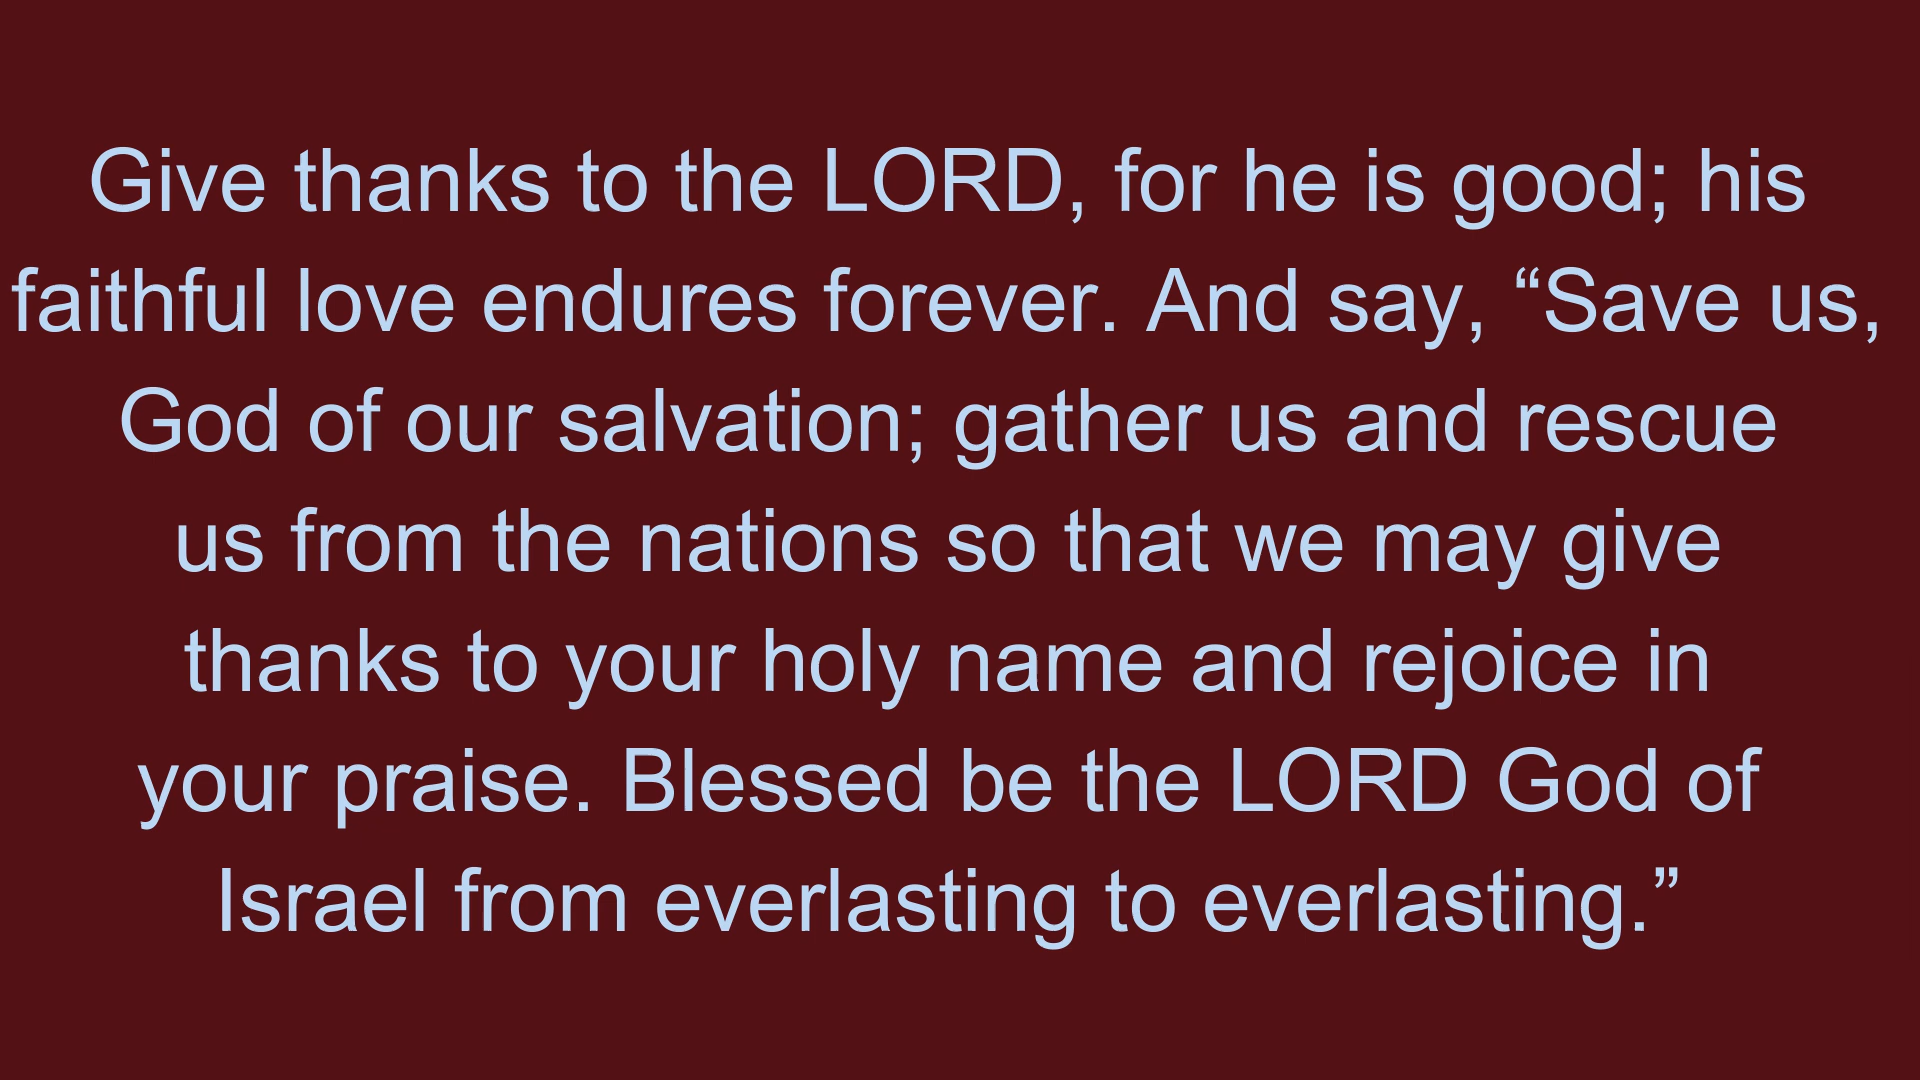 Give thanks to the LORD, for he is good; his
faithful love endures forever. And say, “Save us,
God of our salvation; gather us and rescue
us from the nations so that we may give
thanks to your holy name and rejoice in
your praise. Blessed be the LORD God of
Israel from everlasting to everlasting.”